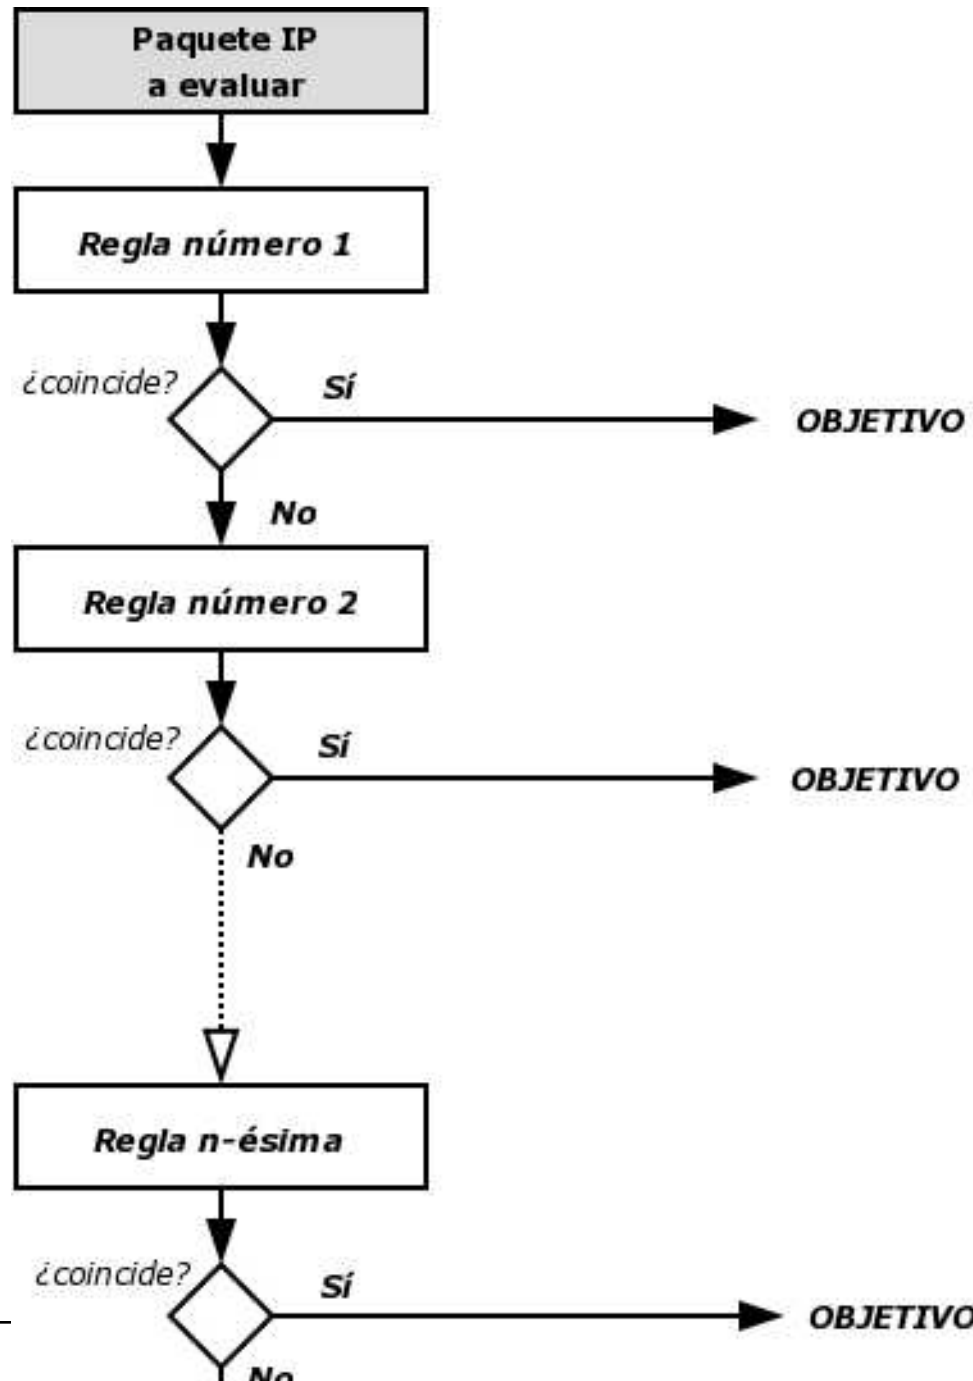 Paquete IP
a evaluar
Regla número 1
¿coincide?
Sí
OBJETIVO
No
Regla número 2
¿coincide?
Sí
OBJETIVO
No
Regla n-ésima
¿coincide?
Sí
OBJETIVO
No